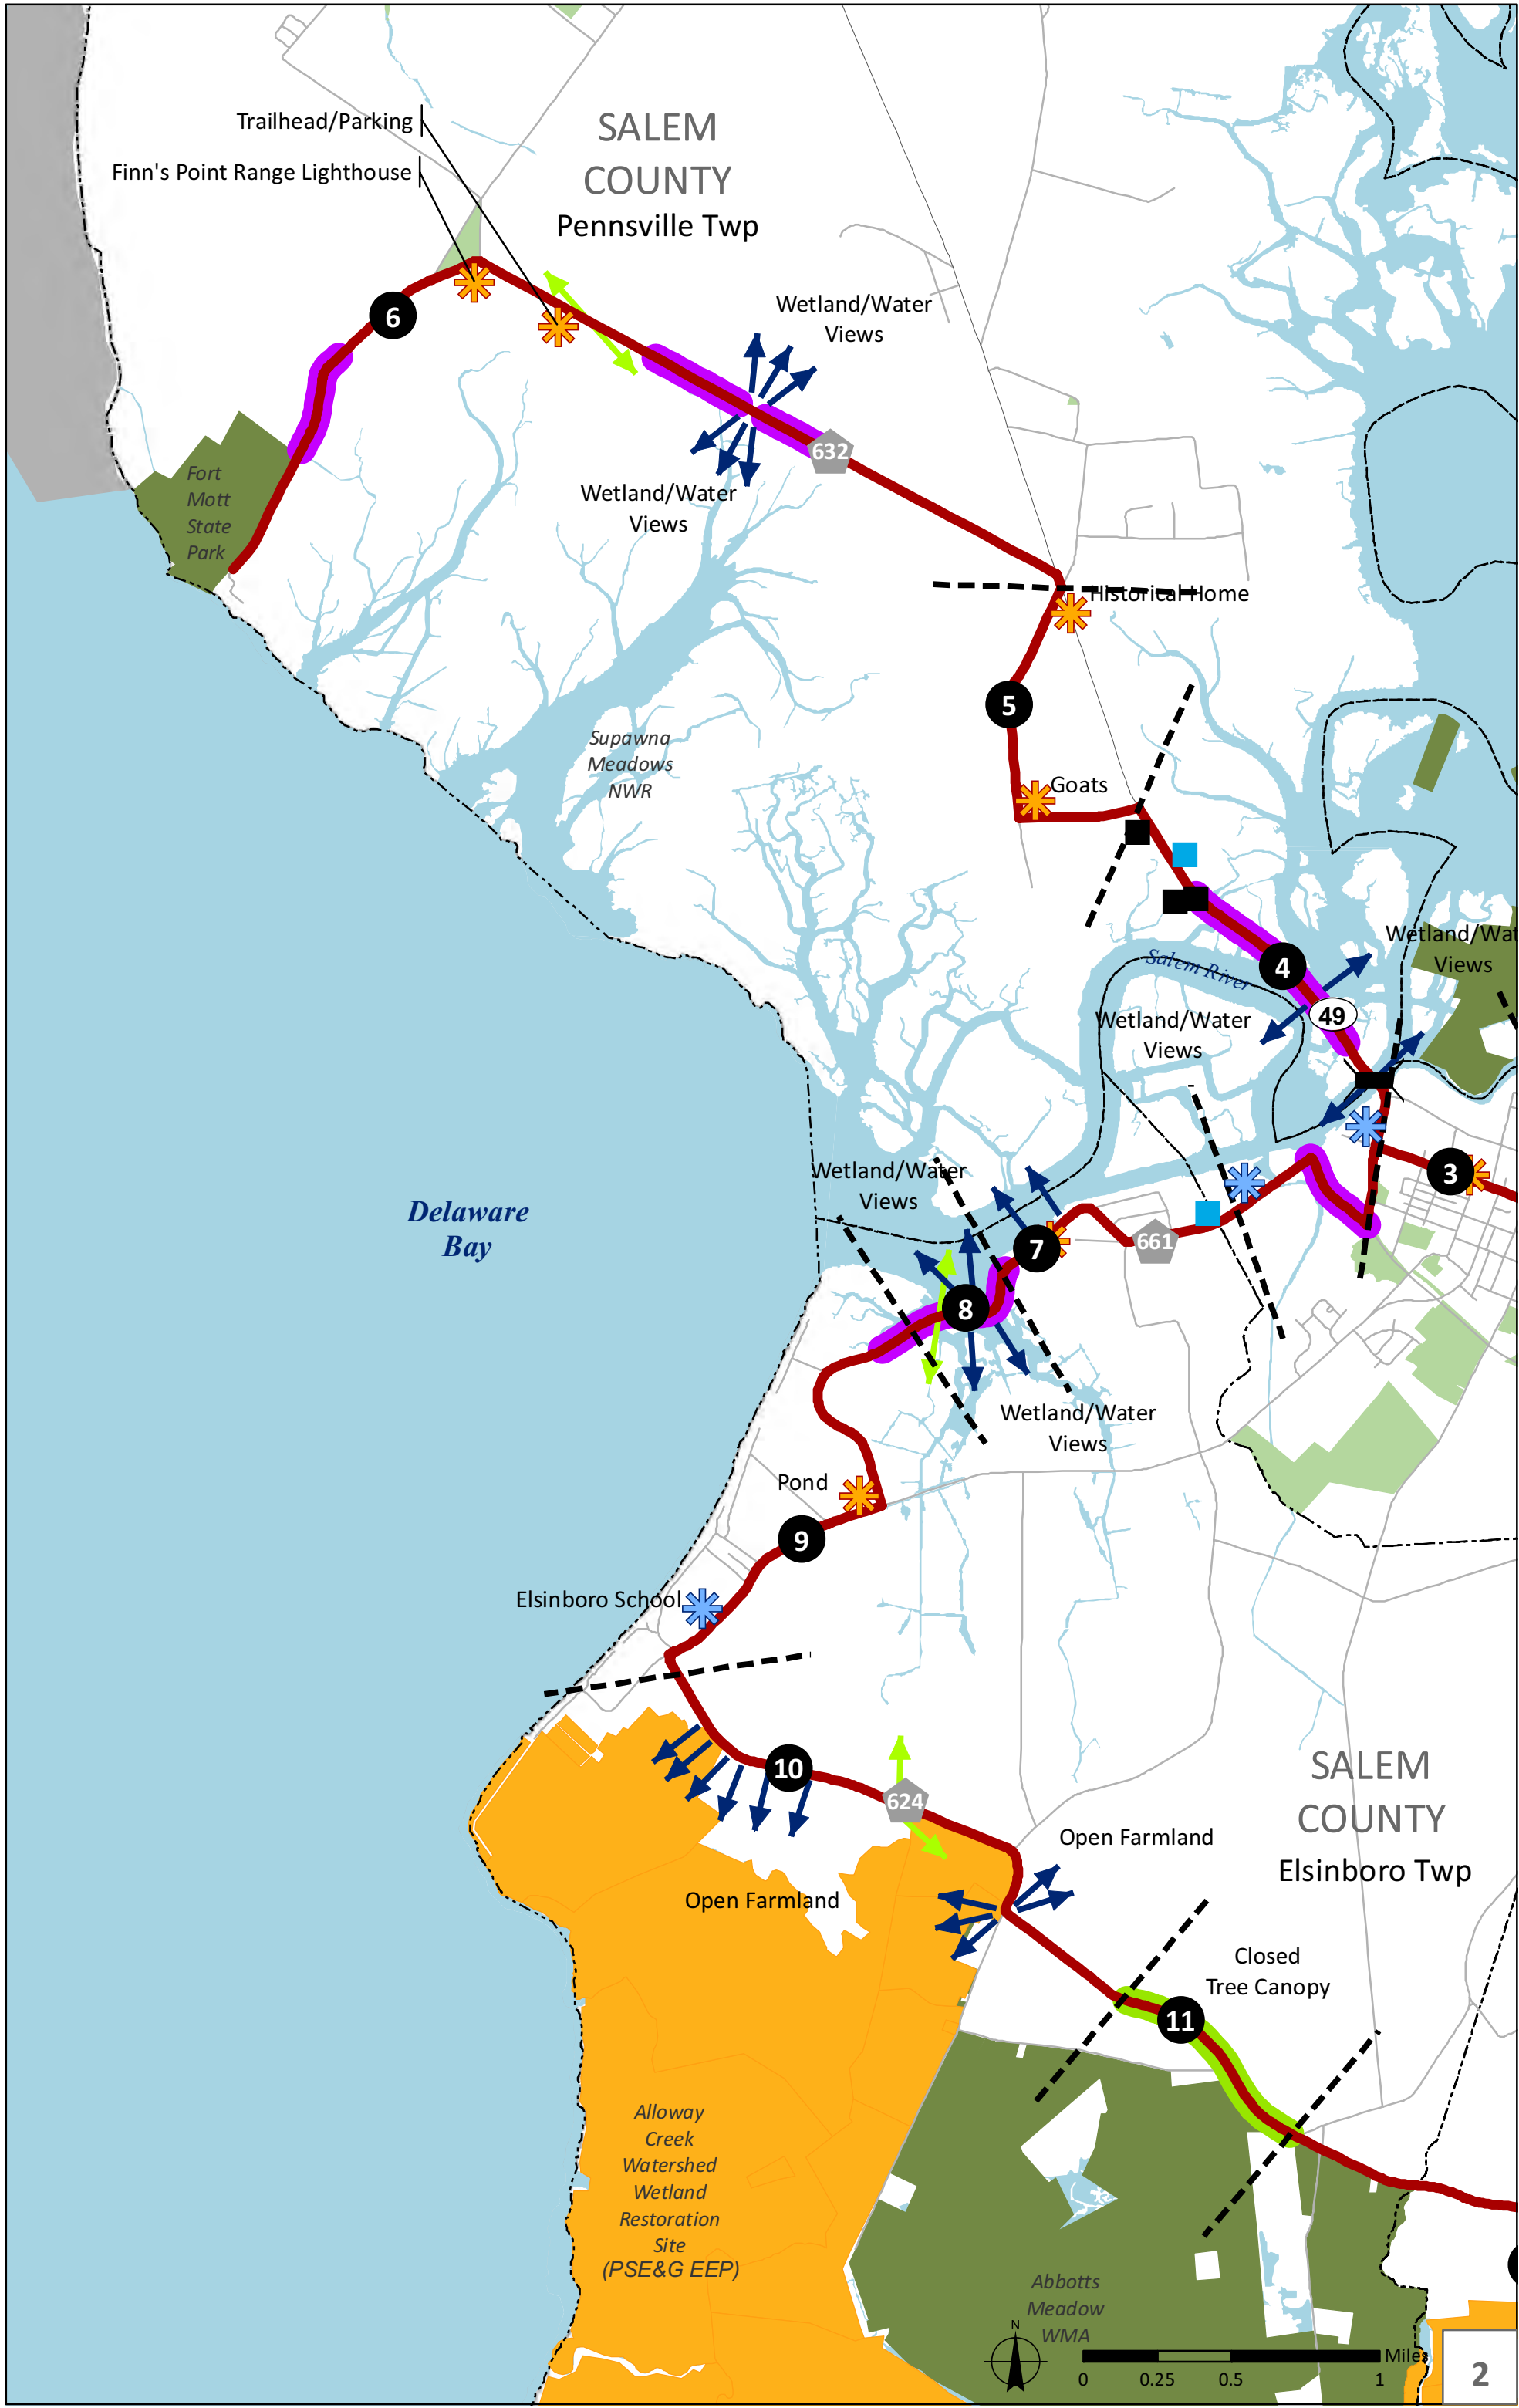 Trailhead/Parking
Finn's Point Range Lighthouse
SALEM
COUNTY
Pennsville Twp
6
Wetland/Water
Views
632
Wetland/Water
Views
Fort
Mott
State
Park
Historical Home
5
Supawna
Meadows
NWR
Goats
Wetland/Wat
Views
4
Salem River
49
Wetland/Water
Views
3
Wetland/Water
Views
Delaware
Bay
7
661
8
Wetland/Water
Views
Pond
9
Elsinboro School
10
624
SALEM
COUNTY
Elsinboro Twp
Open Farmland
Open Farmland
Closed
Tree Canopy
11
Alloway
Creek
Watershed
Wetland
Restoration
Site
(PSE&G EEP)
Abbotts
Meadow
WMA
N
Miles
0 0.25 0.5 1
2